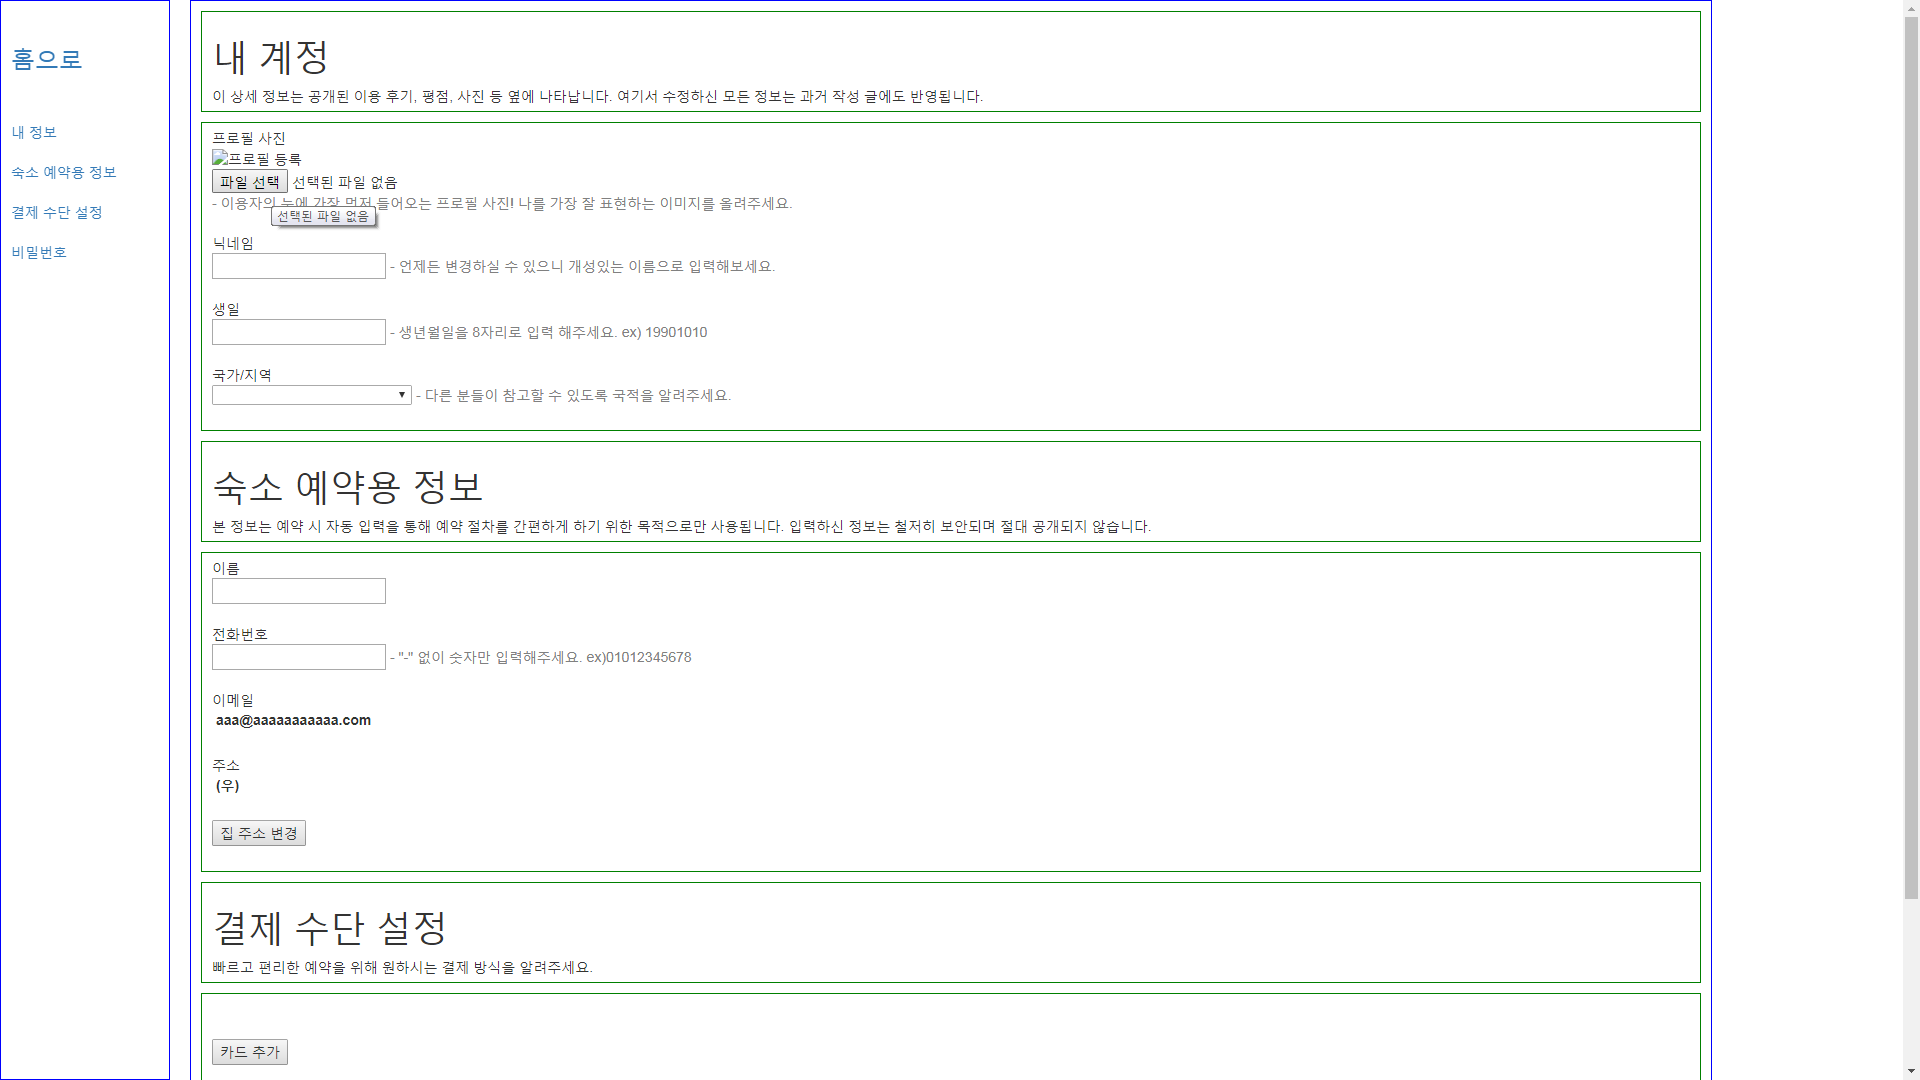 홈으로
내 정보
숙소 예약용 정보
결제 수단 설정
비밀번호
내 계정
이 상세 정보는 공개된 이용 후기, 평점, 사진 등 옆에 나타납니다. 여기서 수정하신 모든 정보는 과거 작성 글에도 반영됩니다.
프로필 사진
프로필 등록
파일 선택 선택된 파일 없음
- 이용자의 눈에 가장 먼저 들어오는 프로필 사진! 나를 가장 잘 표현하는 이미지를 올려주세요.
선택된 파일 없음
닉네임
- 언제든 변경하실 수 있으니 개성있는 이름으로 입력해보세요.
생일
- 생년월일을 8자리로 입력 해주세요. ex) 19901010
국가/지역
- 다른 분들이 참고할 수 있도록 국적을 알려주세요.
숙소 예약용 정보
본 정보는 예약 시 자동 입력을 통해 예약 절차를 간편하게 하기 위한 목적으로만 사용됩니다. 입력하신 정보는 철저히 보안되며 절대 공개되지 않습니다.
이름
전화번호
- "-" 없이 숫자만 입력해주세요. ex)01012345678
이메일
aaa@aaaaaaaaaaa.com
주소
(우)
집 주소 변경
결제 수단 설정
빠르고 편리한 예약을 위해 원하시는 결제 방식을 알려주세요.
카드 추가